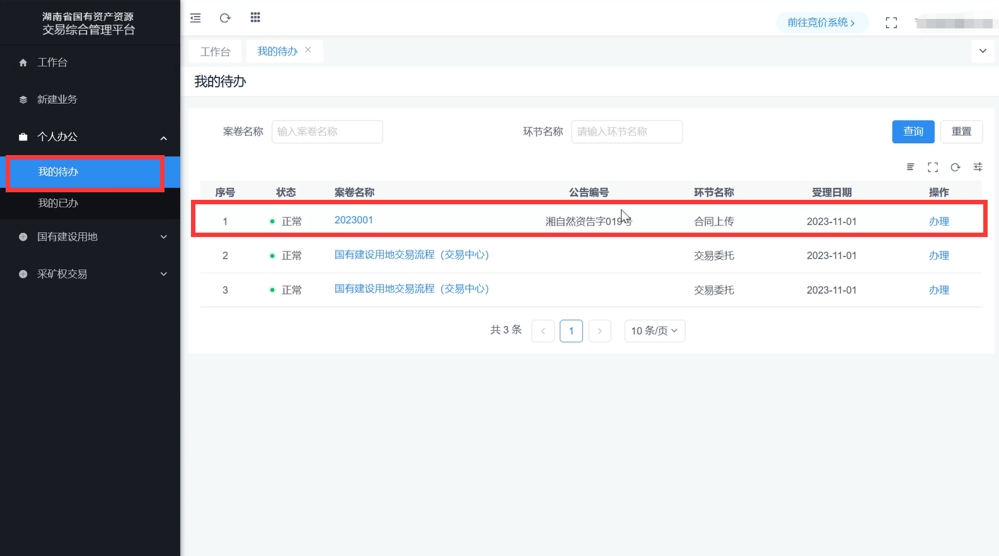 湖南省国有资产资源
交易综合管理平台
前往竞价系统
工作台
我的待办
工作台
新建业务
个人办公
我的待办
我的已办
国有建设用地
采矿权交易
我的待办
案卷名称 输入案卷名称 环节名称 请输入环节名称 查询 重置
序号 状态 案卷名称 公告编号 环节名称 受理日期 操作
1 正常 2023001 湘自然资告字019号 合同上传 2023-11-01 办理
2 正常 国有建设用地交易流程（交易中心） 交易委托 2023-11-01 办理
3 正常 国有建设用地交易流程（交易中心） 交易委托 2023-11-01 办理
共 3 条 1 10 条/页